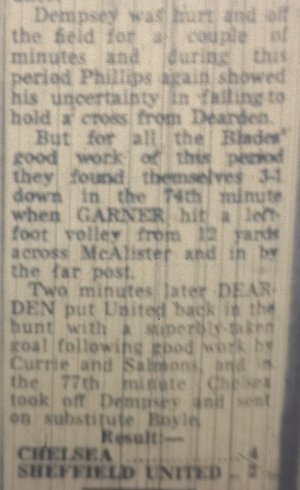 Dempsey was hurt and off
the field for a couple of
minutes and during this
period Phillips again showed
his uncertainty in failing to
hold a cross from Dearden.
But for all the Blades'
good work of this period
they found themselves 3-1
down in the 74th minute
when GARNER hit a left-
foot volley from 12 yards
across McAlister and in by
the far post.
Two minutes later DEAR-
DEN put United back in the
hunt with a superbly-taken
goal following good work by
Currie and Salmons, and in
the 77th minute Chelsea
took off Dempsey and sent
on substitute Boyle.
Result:—
CHELSEA ............ 4
SHEFFIELD UNITED .. 2